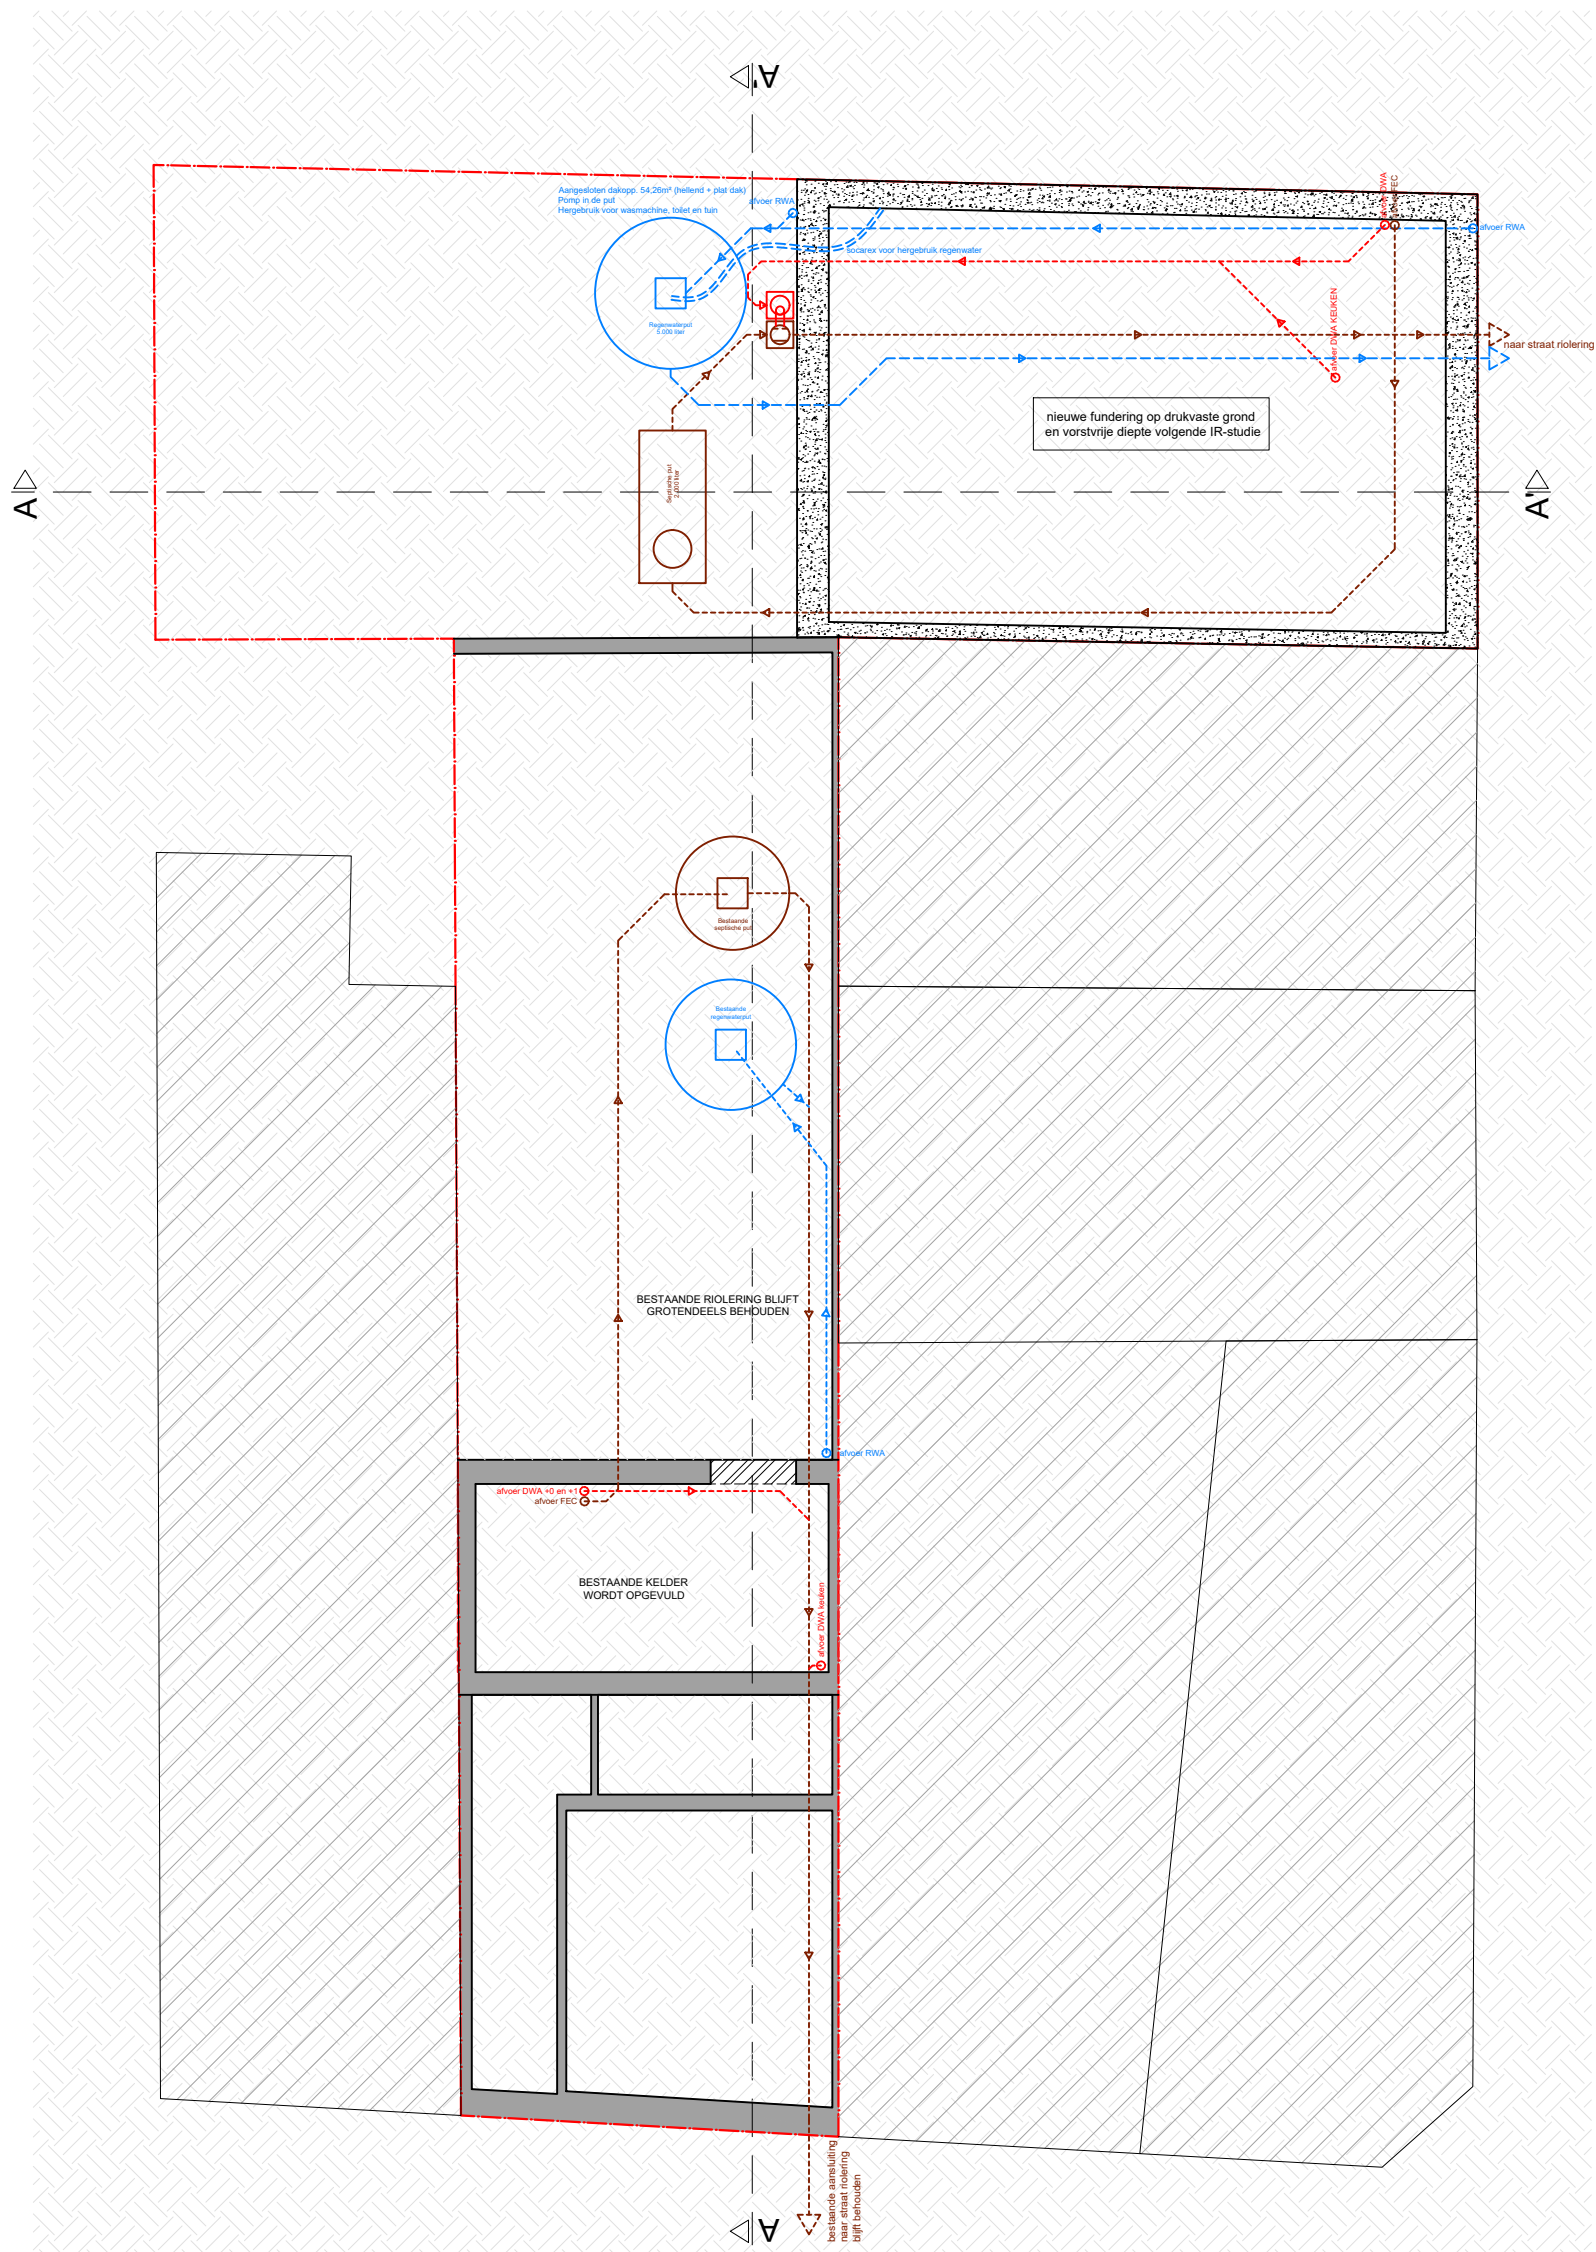 A'
Aangesloten dakopp. 54,26m² (hellend + plat dak)
Pomp in de put
Hergebruik voor wasmachine, toilet en tuin
afvoer RWA
afvoer DWA
afvoer FEC
afvoer RWA
socarex voor hergebruik regenwater
Regenwaterput
5.000 liter
afvoer DWA KEUKEN
naar straat riolering
nieuwe fundering op drukvaste grond
en vorstvrije diepte volgende IR-studie
Septische put
2.000 liter
A
A'
Bestaande
septische put
Bestaande
regenwaterput
BESTAANDE RIOLERING BLIJFT
GROTENDEELS BEHOUDEN
afvoer RWA
afvoer DWA +0 en +1
afvoer FEC
BESTAANDE KELDER
WORDT OPGEVULD
afvoer DWA keuken
bestaande aansluiting
naar straat riolering
blijft behouden
A